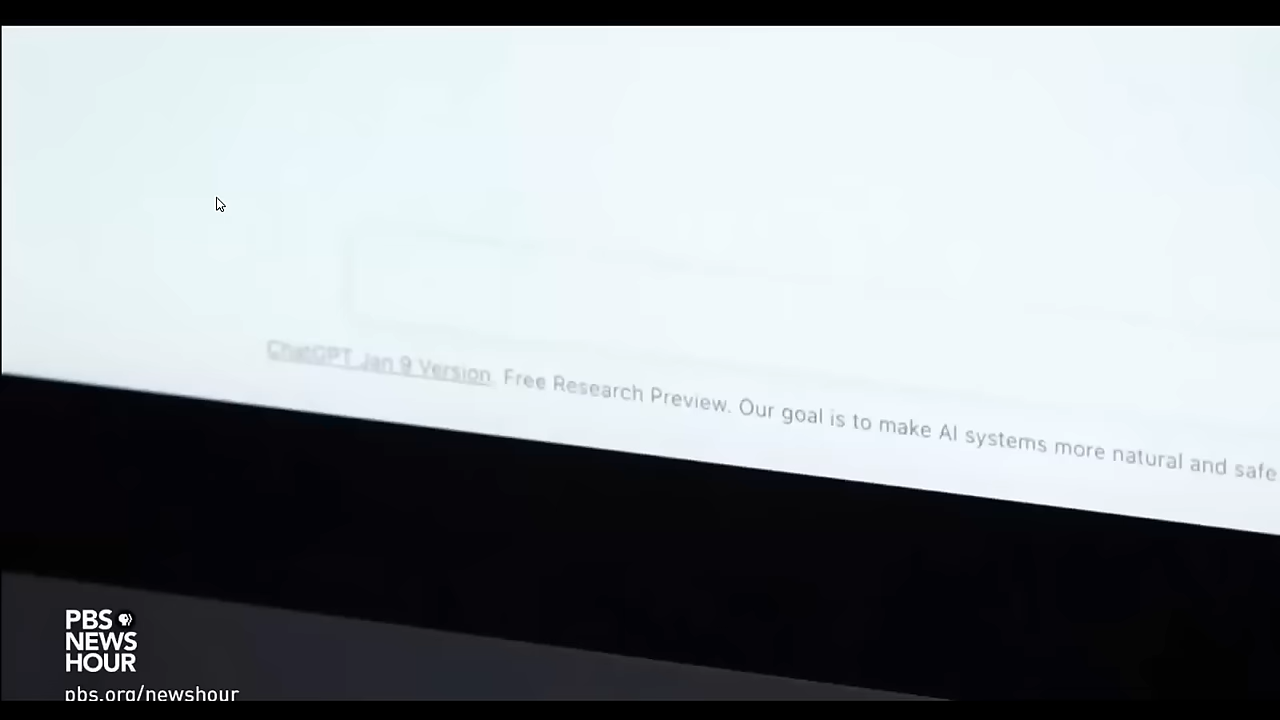 ChatGPT Jan 9 Version. Free Research Preview. Our goal is to make AI systems more natural and safe
PBS
NEWS
HOUR
pbs.org/newshour